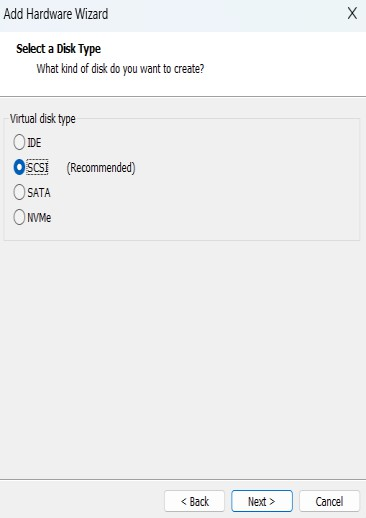 Add Hardware Wizard X
Select a Disk Type
What kind of disk do you want to create?
Virtual disk type
IDE
SCSI (Recommended)
SATA
NVMe
< Back Next > Cancel